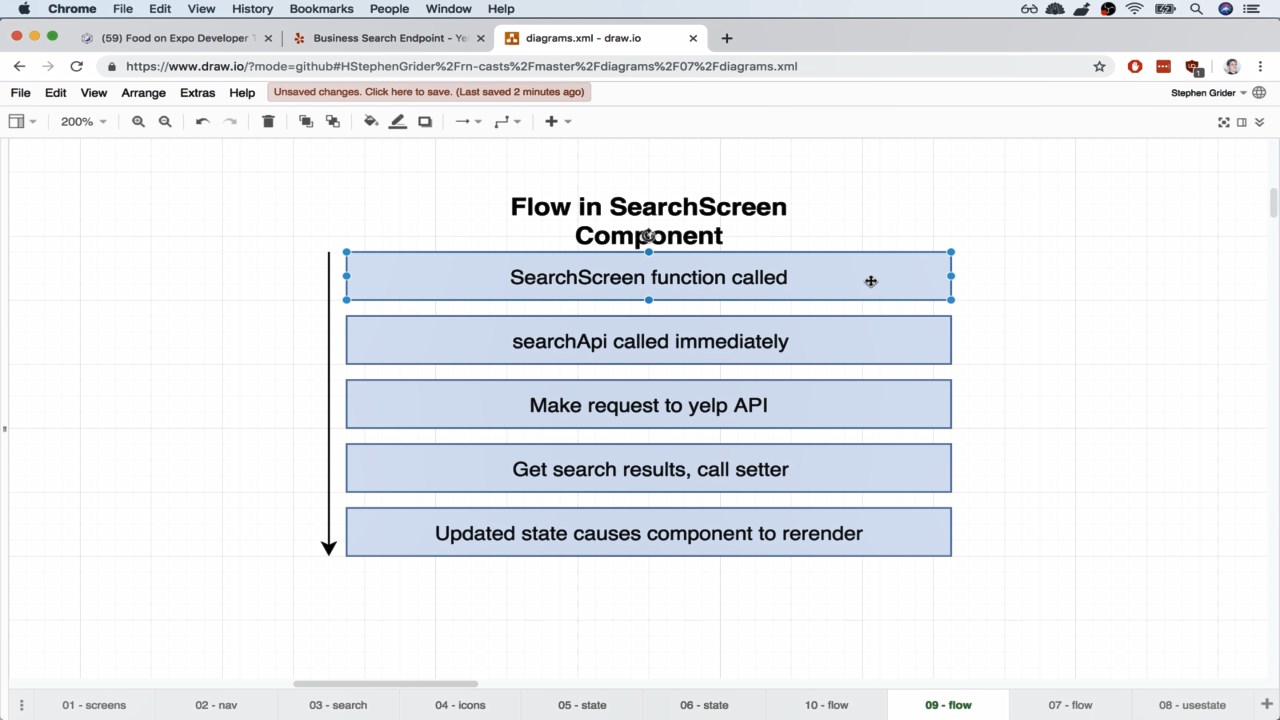 Chrome File Edit View History Bookmarks People Window Help
(59) Food on Expo Developer T
Business Search Endpoint - Ye
diagrams.xml - draw.io
https://www.draw.io/?mode=github#HStephenGrider%2Frn-casts%2Fmaster%2Fdiagrams%2F07%2Fdiagrams.xml
1
File Edit View Arrange Extras Help Unsaved changes. Click here to save. (Last saved 2 minutes ago) Stephen Grider
200%
Flow in SearchScreen
Component
SearchScreen function called
searchApi called immediately
Make request to yelp API
Get search results, call setter
Updated state causes component to rerender
01 - screens 02 - nav 03 - search 04 - icons 05 - state 06 - state 10 - flow 09 - flow 07 - flow 08 - usestate